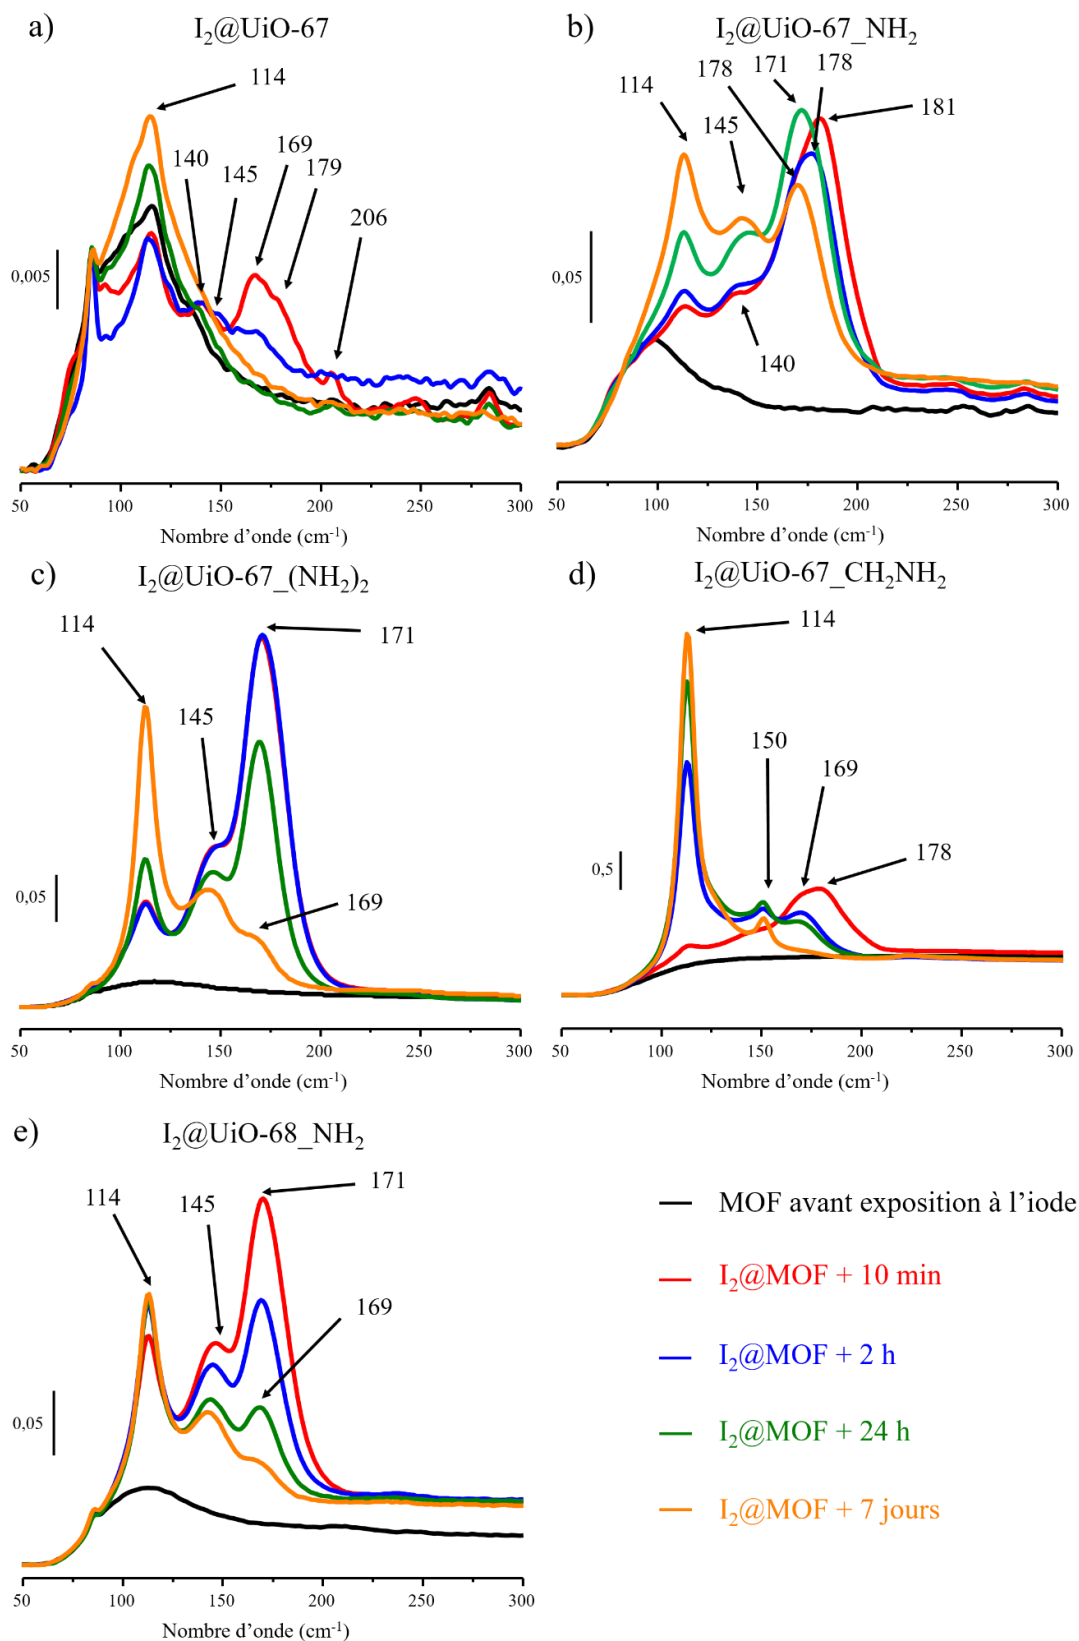 a) I₂@UiO-67
114
140
145
169
179
206
0,005
50 100 150 200 250 300
Nombre d’onde (cm⁻¹)
b) I₂@UiO-67_NH₂
114
178
171
178
145
181
140
0,05
50 100 150 200 250 300
Nombre d’onde (cm⁻¹)
c) I₂@UiO-67_(NH₂)₂
114
171
145
169
0,05
50 100 150 200 250 300
Nombre d’onde (cm⁻¹)
d) I₂@UiO-67_CH₂NH₂
114
150
169
178
0,5
50 100 150 200 250 300
Nombre d’onde (cm⁻¹)
e) I₂@UiO-68_NH₂
114
145
171
169
0,05
50 100 150 200 250 300
Nombre d’onde (cm⁻¹)
MOF avant exposition à l’iode
I₂@MOF + 10 min
I₂@MOF + 2 h
I₂@MOF + 24 h
I₂@MOF + 7 jours